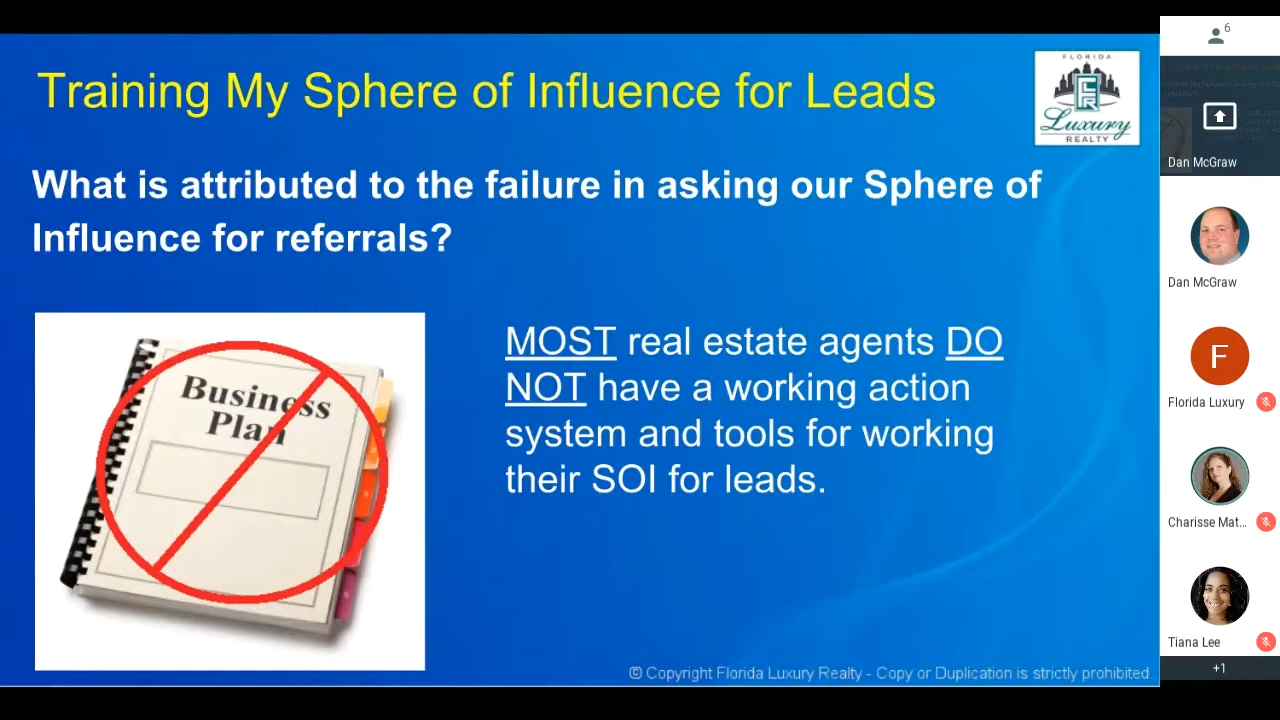 Training My Sphere of Influence for Leads
FLORIDA
FLR
Luxury
REALTY
What is attributed to the failure in asking our Sphere of
Influence for referrals?
Business
Plan
MOST real estate agents DO
NOT have a working action
system and tools for working
their SOI for leads.
© Copyright Florida Luxury Realty - Copy or Duplication is strictly prohibited.
6
Dan McGraw
Dan McGraw
F
Florida Luxury
Charisse Mat...
Tiana Lee
+1